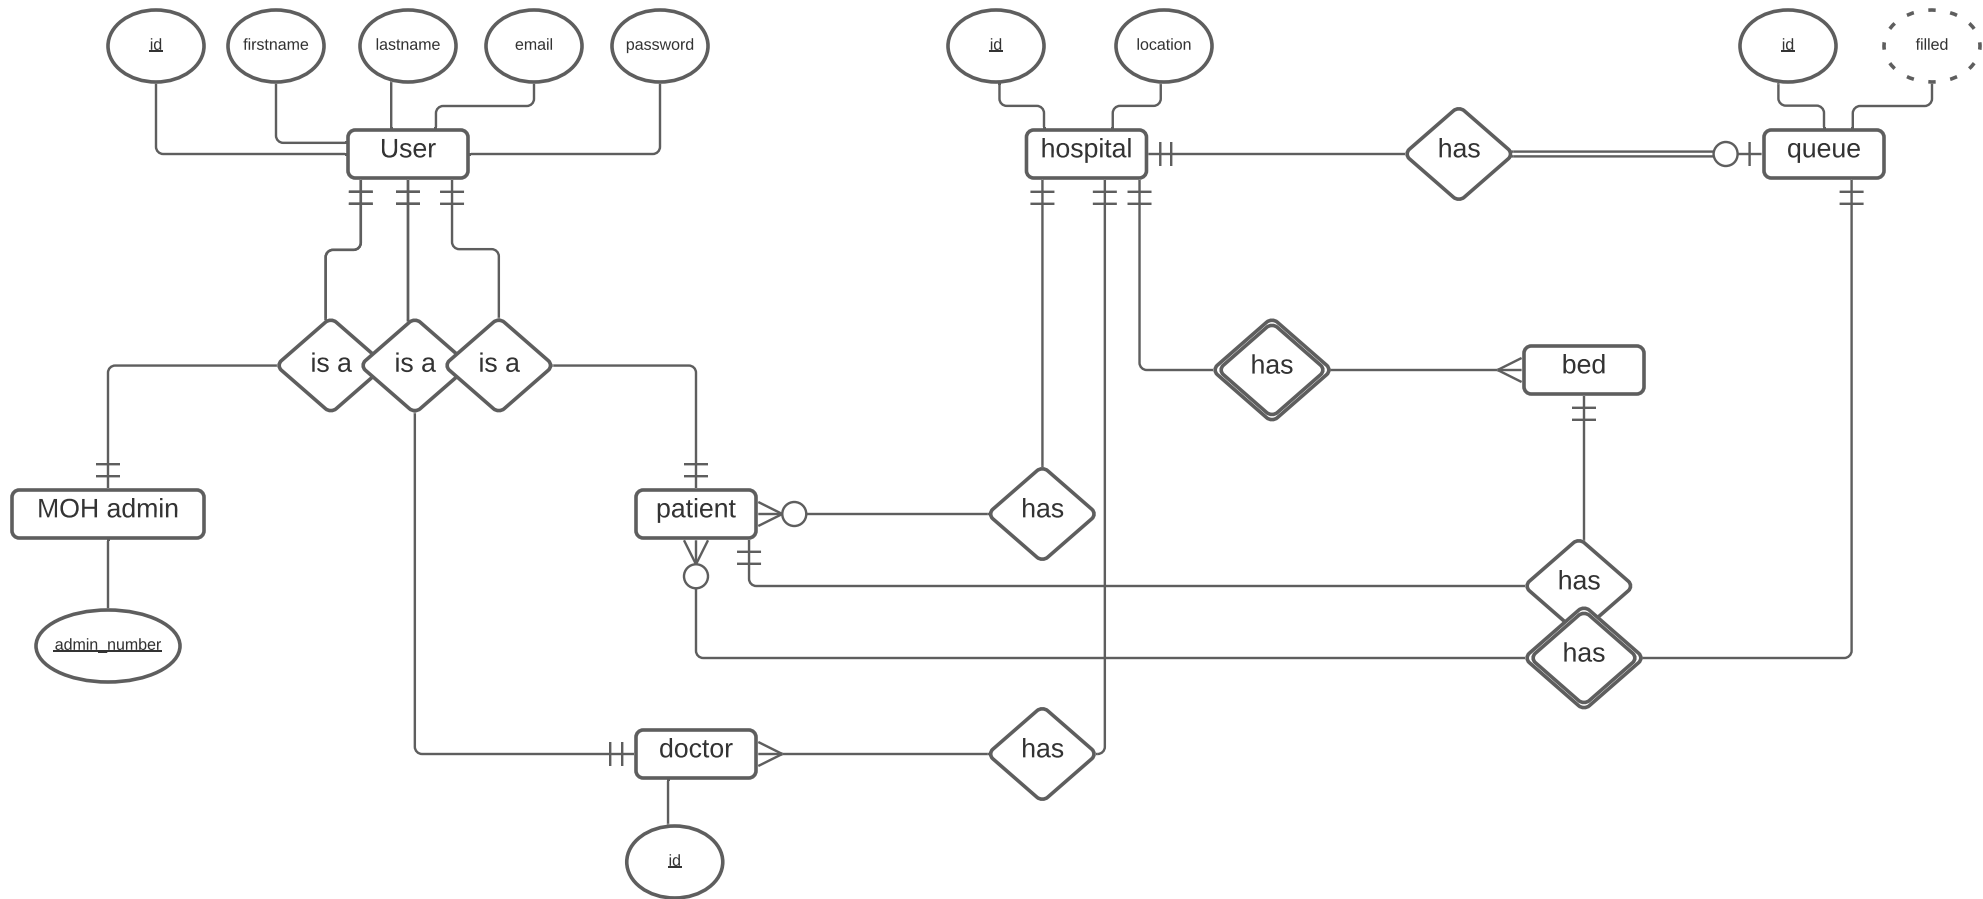 id
firstname
lastname
email
password
id
location
id
filled
User
hospital
has
queue
is a
is a
is a
has
bed
MOH admin
patient
has
has
admin_number
has
doctor
has
id